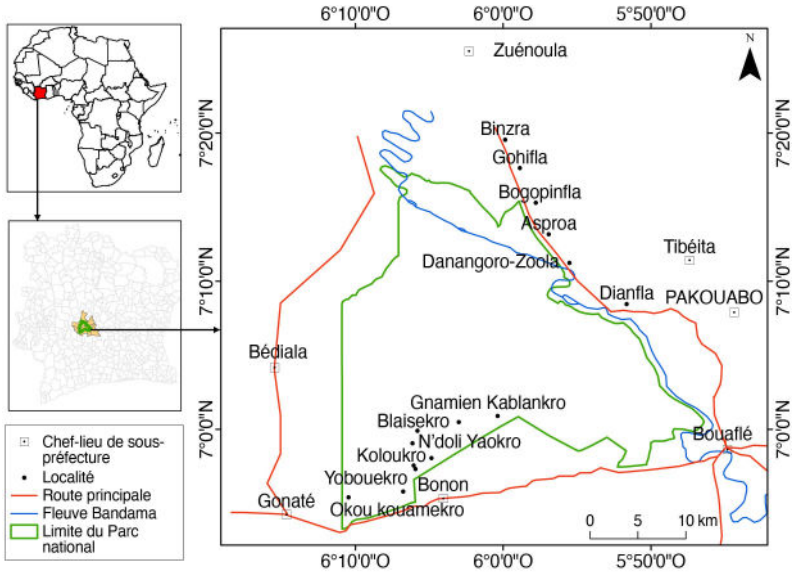 6°10'0"O
6°0'0"O
5°50'0"O
N
Zuénoula
7°20'0"N
7°20'0"N
Binzra
Gohifla
Bogopinfla
Asproa
Tibéita
Danangoro-Zoola
7°10'0"N
7°10'0"N
Dianfla
PAKOUABO
Bédiala
Gnamien Kablankro
Blaisekro
N'doli Yaokro
7°0'0"N
7°0'0"N
Bouaflé
Koloukro
Yobouekro
Bonon
Gonaté
Okou kouamekro
0 5 10 km
6°10'0"O
6°0'0"O
5°50'0"O
Chef-lieu de sous-
préfecture
Localité
Route principale
Fleuve Bandama
Limite du Parc
national